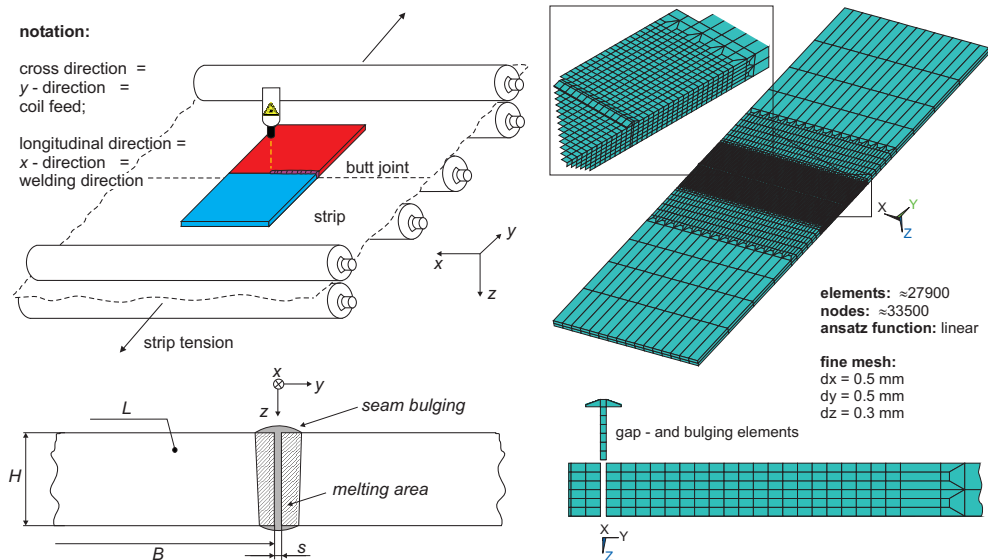 notation:
cross direction =
y - direction =
coil feed;
longitudinal direction =
x - direction =
welding direction
butt joint
strip
y
x
z
strip tension
X
Y
Z
elements: ≈27900
nodes: ≈33500
ansatz function: linear
fine mesh:
dx = 0.5 mm
dy = 0.5 mm
dz = 0.3 mm
x
y
z
seam bulging
L
H
melting area
B
s
gap - and bulging elements
X
Y
Z